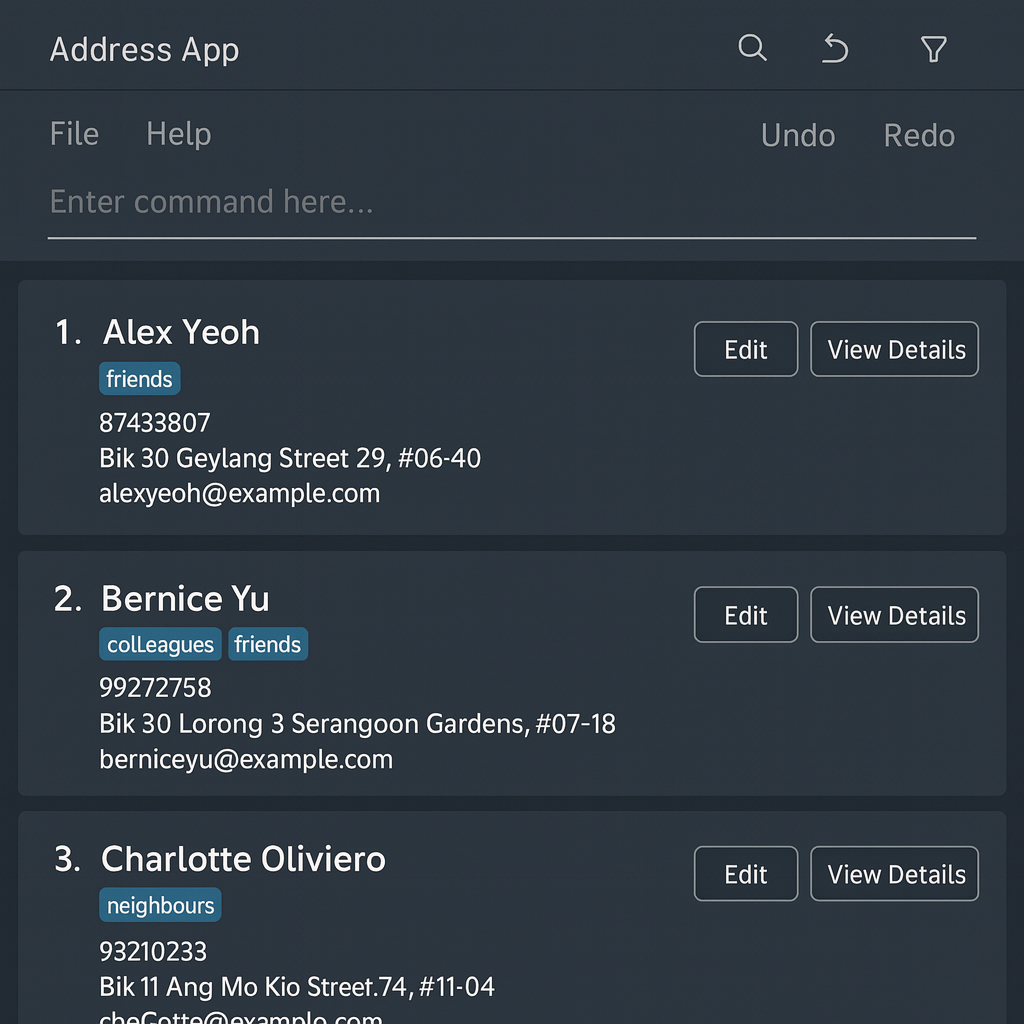 Address App
File Help Undo Redo
Enter command here...
1. Alex Yeoh
Edit View Details
friends
87433807
Bik 30 Geylang Street 29, #06-40
alexyeoh@example.com
2. Bernice Yu
Edit View Details
colleagues friends
99272758
Bik 30 Lorong 3 Serangoon Gardens, #07-18
berniceyu@example.com
3. Charlotte Oliviero
Edit View Details
neighbours
93210233
Bik 11 Ang Mo Kio Street.74, #11-04